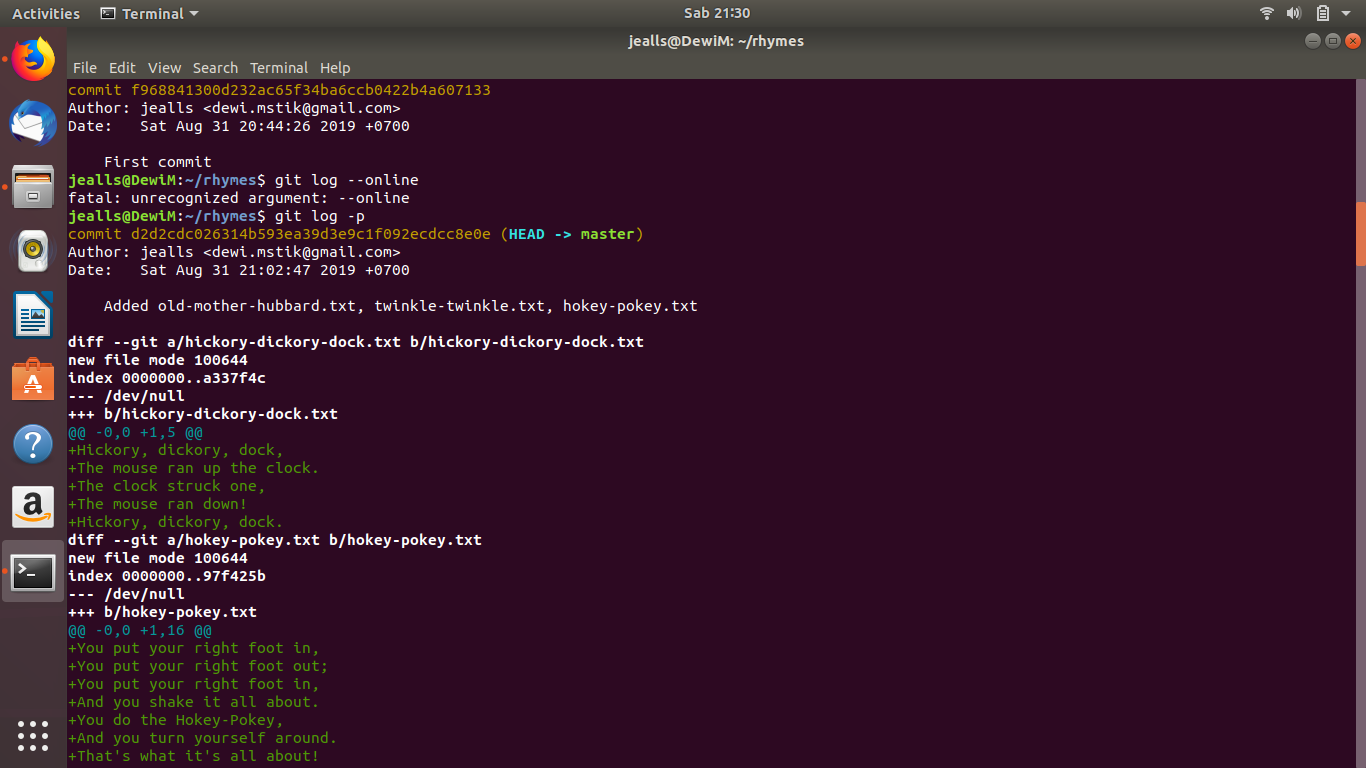 Activities Terminal Sab 21:30
jealls@DewiM: ~/rhymes
File Edit View Search Terminal Help
commit f968841300d232ac65f34ba6ccb0422b4a607133
Author: jealls <dewi.mstik@gmail.com>
Date:   Sat Aug 31 20:44:26 2019 +0700
    First commit
jealls@DewiM:~/rhymes$ git log --online
fatal: unrecognized argument: --online
jealls@DewiM:~/rhymes$ git log -p
commit d2d2cdc026314b593ea39d3e9c1f092ecdcc8e0e (HEAD -> master)
Author: jealls <dewi.mstik@gmail.com>
Date:   Sat Aug 31 21:02:47 2019 +0700
    Added old-mother-hubbard.txt, twinkle-twinkle.txt, hokey-pokey.txt
diff --git a/hickory-dickory-dock.txt b/hickory-dickory-dock.txt
new file mode 100644
index 0000000..a337f4c
--- /dev/null
+++ b/hickory-dickory-dock.txt
@@ -0,0 +1,5 @@
+Hickory, dickory, dock,
+The mouse ran up the clock.
+The clock struck one,
+The mouse ran down!
+Hickory, dickory, dock.
diff --git a/hokey-pokey.txt b/hokey-pokey.txt
new file mode 100644
index 0000000..97f425b
--- /dev/null
+++ b/hokey-pokey.txt
@@ -0,0 +1,16 @@
+You put your right foot in,
+You put your right foot out;
+You put your right foot in,
+And you shake it all about.
+You do the Hokey-Pokey,
+And you turn yourself around.
+That's what it's all about!